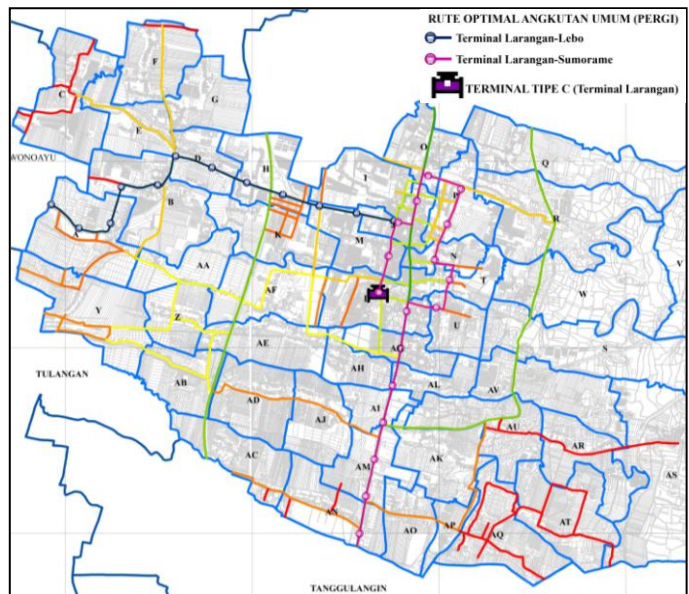 RUTE OPTIMAL ANGKUTAN UMUM (PERGI)
Terminal Larangan-Lebo
Terminal Larangan-Sumorame
TERMINAL TIPE C (Terminal Larangan)
F
C
G
O
E
Q
WONOAYU
D
H
I
P
B
R
K
M
N
V
AA
T
AF
W
Y
Z
U
AE
S
AH
TULANGAN
AB
AL
AV
AD
AI
AJ
AU
AR
AC
AM
AK
AS
AN
AO
AP
AQ
AT
TANGGULANGIN